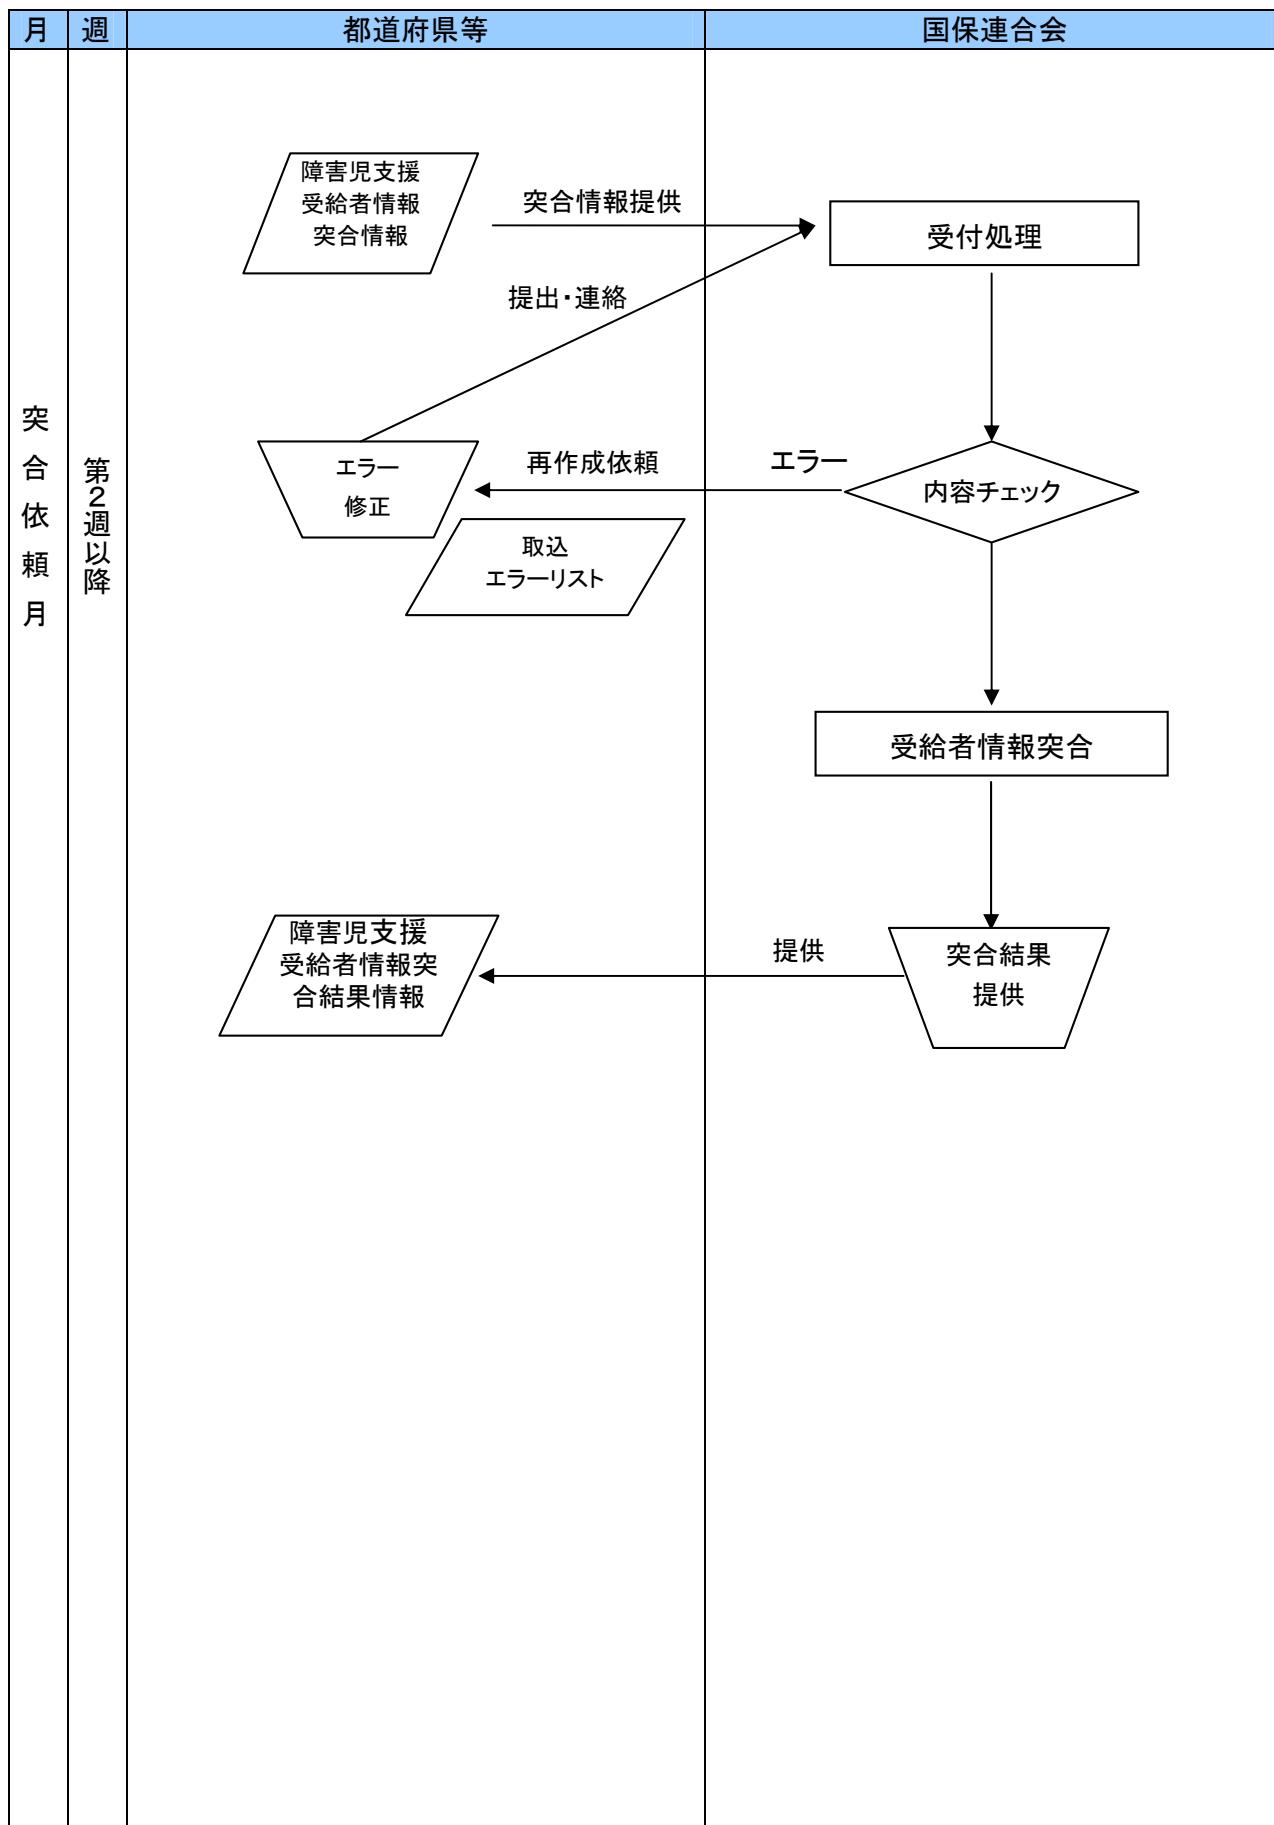 月 週 都道府県等 国保連合会
障害児支援
受給者情報
突合情報
突合情報提供
受付処理
提出・連絡
突合依頼月
第2週以降
エラー
修正
再作成依頼
エラー
内容チェック
取込
エラーリスト
受給者情報突合
障害児支援
受給者情報突
合結果情報
提供
突合結果
提供